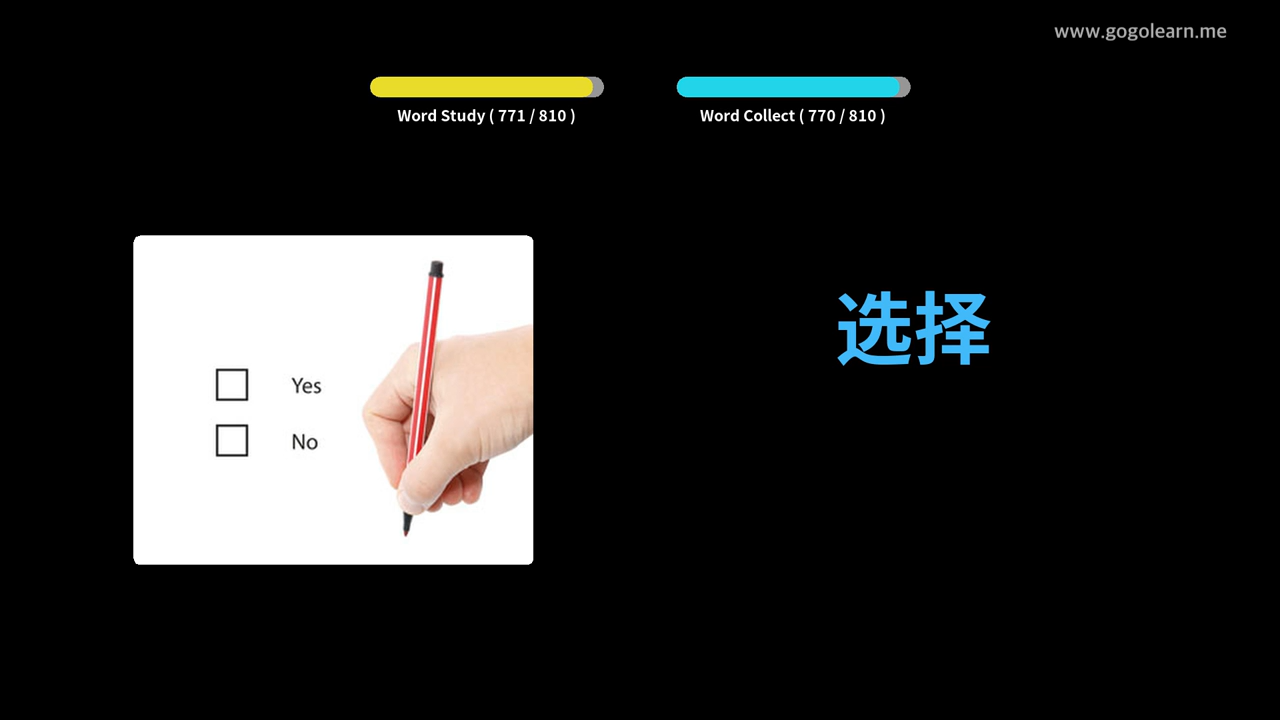 www.gogolearn.me
Word Study ( 771 / 810 )
Word Collect ( 770 / 810 )
选择
Yes
No